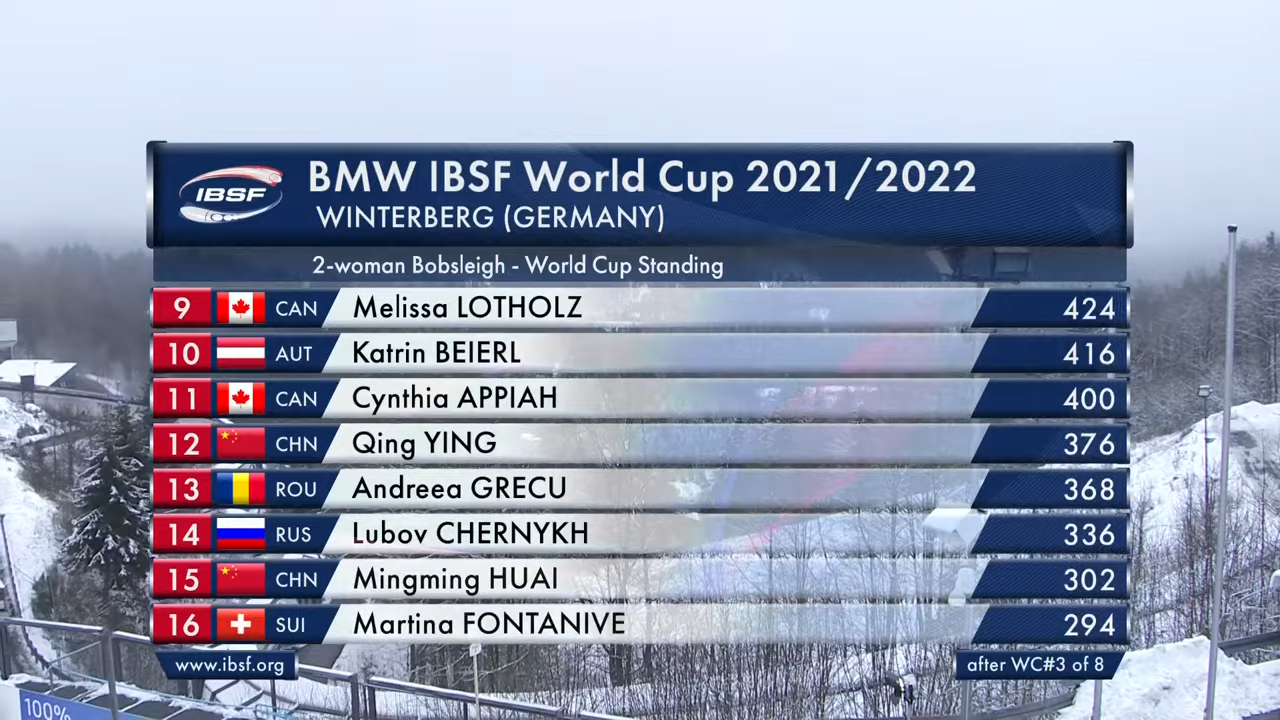 IBSF
BMW IBSF World Cup 2021/2022
WINTERBERG (GERMANY)
2-woman Bobsleigh - World Cup Standing
9 CAN Melissa LOTHOLZ 424
10 AUT Katrin BEIERL 416
11 CAN Cynthia APPIAH 400
12 CHN Qing YING 376
13 ROU Andreea GRECU 368
14 RUS Lubov CHERNYKH 336
15 CHN Mingming HUAI 302
16 SUI Martina FONTANIVE 294
www.ibsf.org after WC#3 of 8
100%